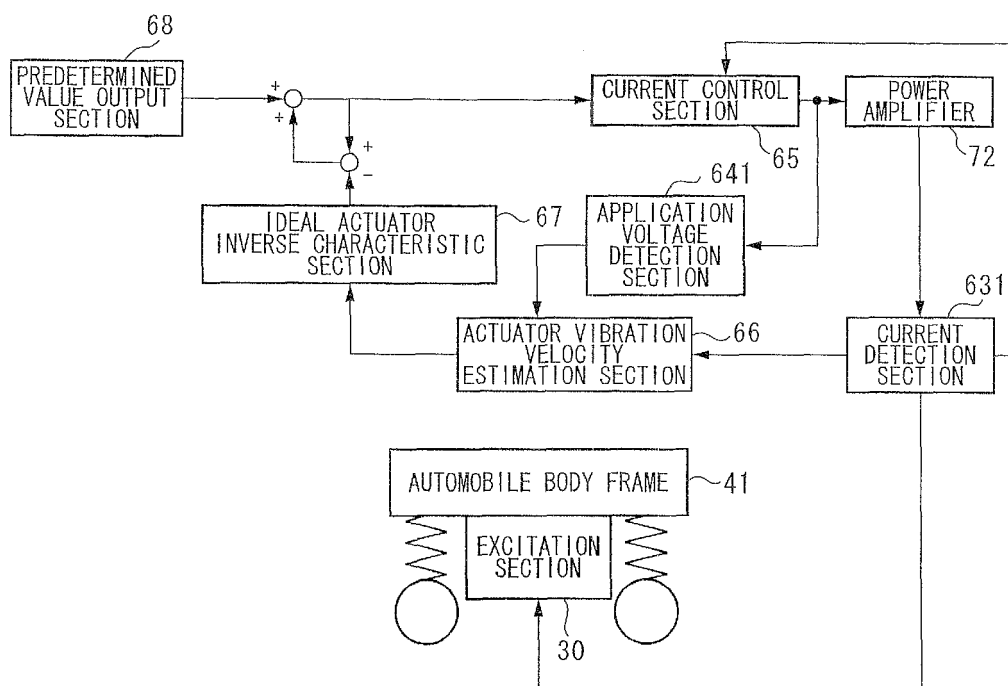 68
PREDETERMINED
VALUE OUTPUT
SECTION
+
+
+
−
CURRENT CONTROL
SECTION
65
POWER
AMPLIFIER
72
641
APPLICATION
VOLTAGE
DETECTION
SECTION
IDEAL ACTUATOR
INVERSE CHARACTERISTIC
SECTION
67
631
ACTUATOR VIBRATION
VELOCITY
ESTIMATION SECTION
66
CURRENT
DETECTION
SECTION
AUTOMOBILE BODY FRAME
41
EXCITATION
SECTION
30